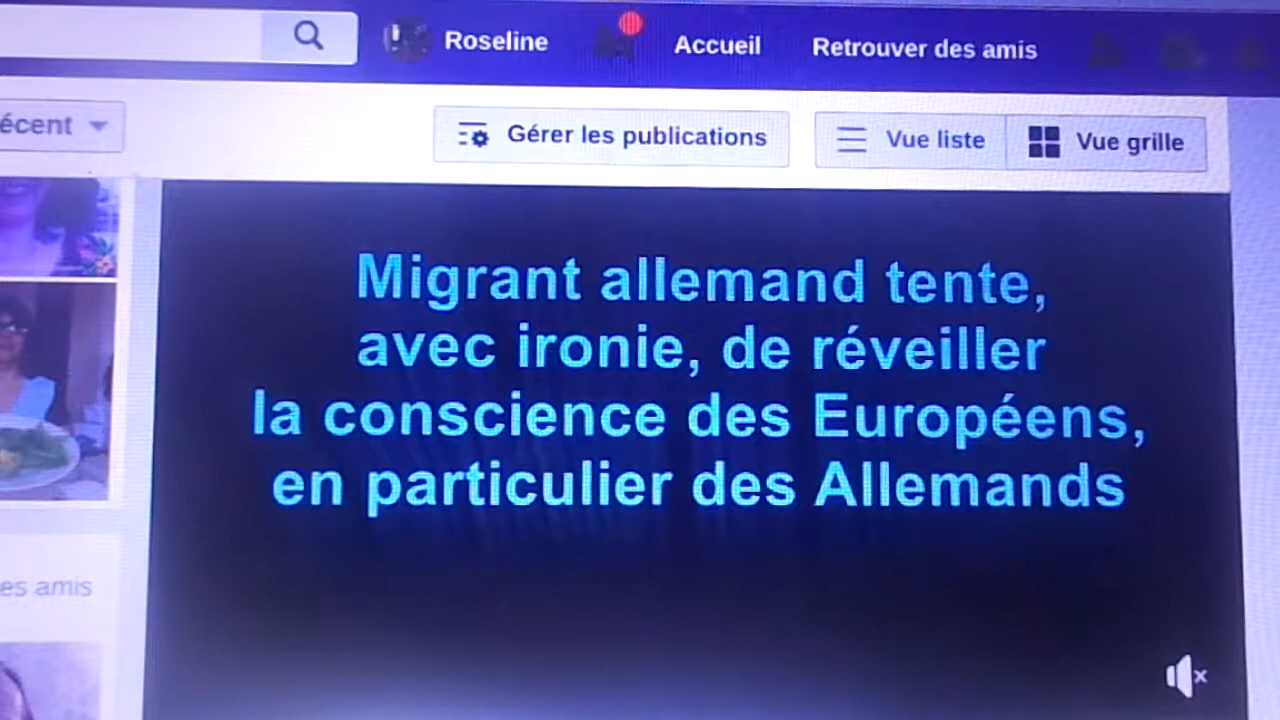 Roseline
Accueil
Retrouver des amis
écent
Gérer les publications
Vue liste
Vue grille
Migrant allemand tente,
avec ironie, de réveiller
la conscience des Européens,
en particulier des Allemands
es amis